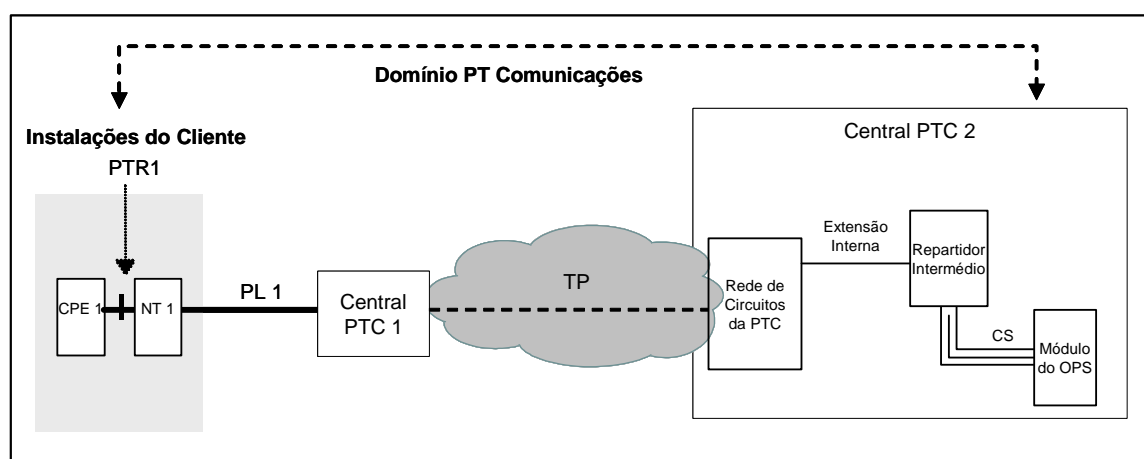 Domínio PT Comunicações
Instalações do Cliente
PTR1
CPE 1
NT 1
PL 1
Central
PTC 1
TP
Central PTC 2
Rede de
Circuitos
da PTC
Extensão
Interna
Repartidor
Intermédio
CS
Módulo
do OPS